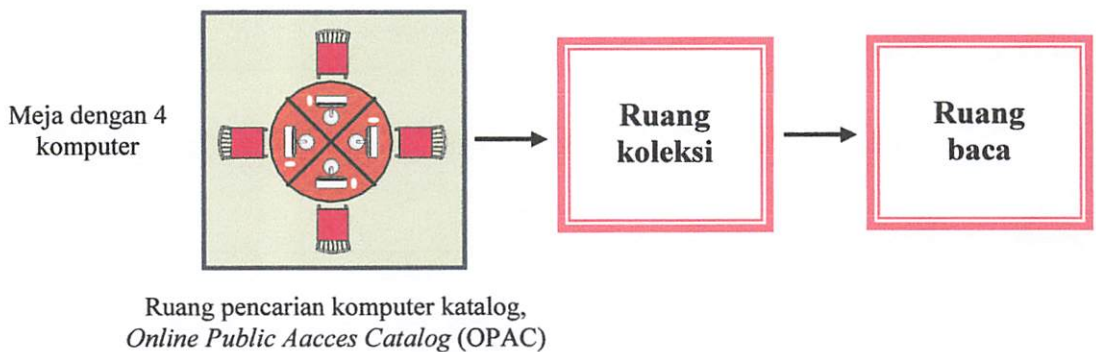 Meja dengan 4
komputer
Ruang
koleksi
Ruang
baca
Ruang pencarian komputer katalog,
Online Public Aacces Catalog (OPAC)